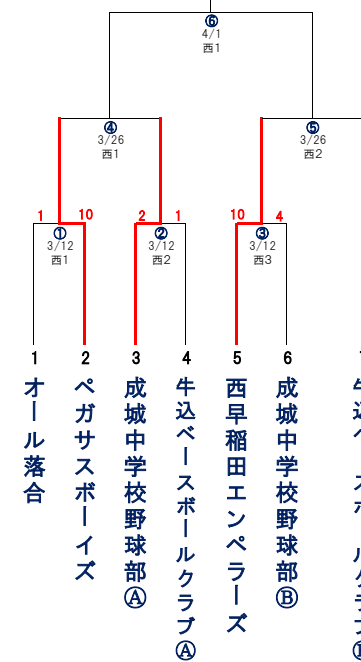 ⑥
4/1
西1
④
3/26
西1
⑤
3/26
西2
1
10
2
1
10
4
①
3/12
西1
②
3/12
西2
③
3/12
西3
1
2
3
4
5
6
オール落合
ペガサスボーイズ
成城中学校野球部Ⓐ
牛込ベースボールクラブⒶ
西早稲田エンペラーズ
成城中学校野球部Ⓑ